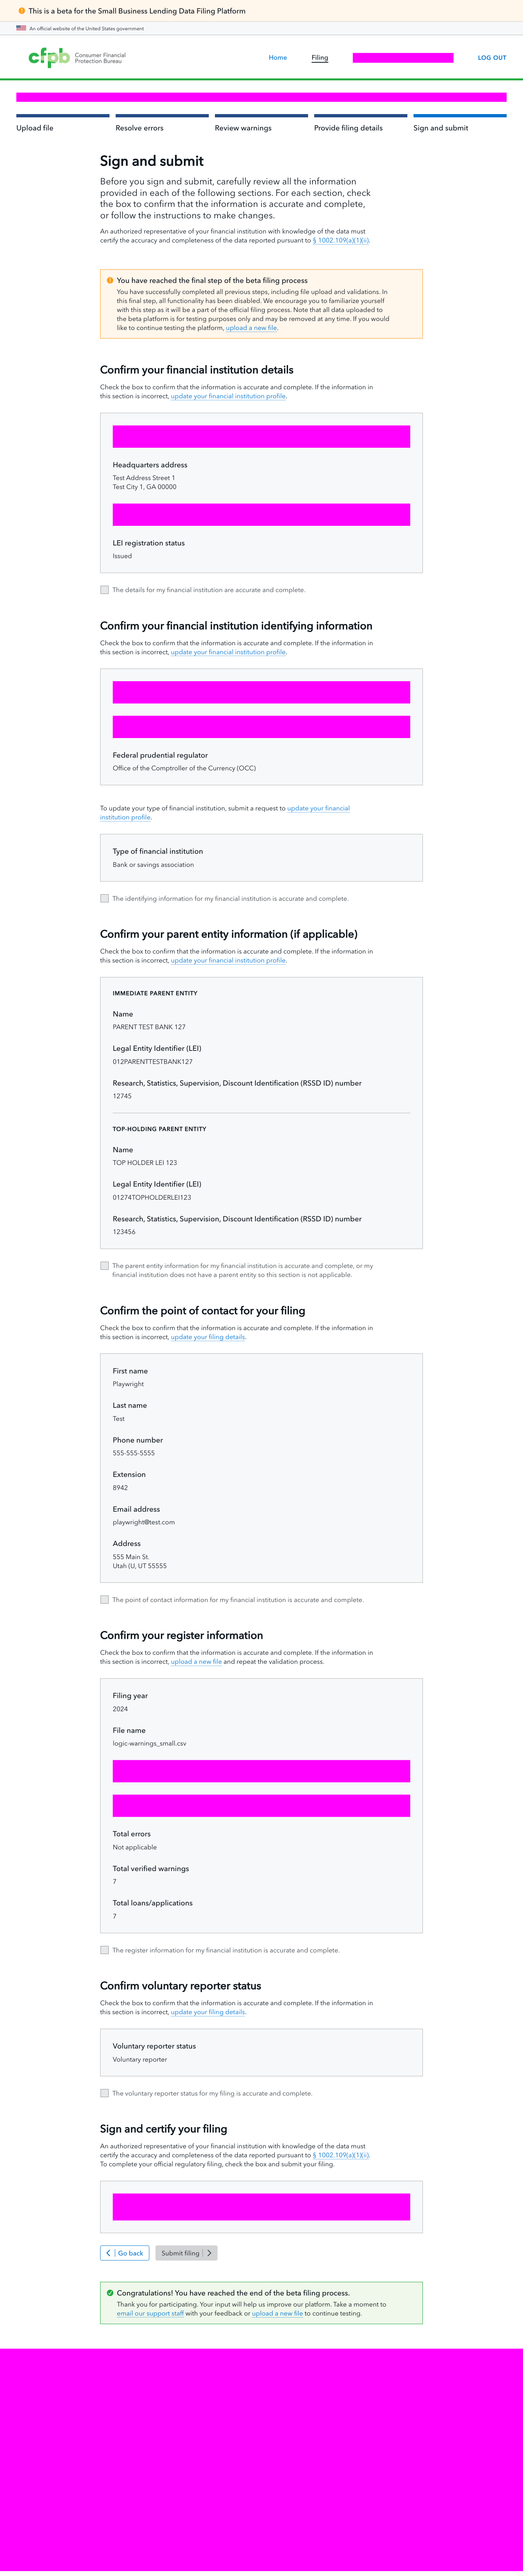 This is a beta for the Small Business Lending Data Filing Platform
An official website of the United States government
cfpb Consumer Financial
Protection Bureau
Home
Filing
LOG OUT
Upload file
Resolve errors
Review warnings
Provide filing details
Sign and submit
Sign and submit
Before you sign and submit, carefully review all the information
provided in each of the following sections. For each section, check
the box to confirm that the information is accurate and complete,
or follow the instructions to make changes.
An authorized representative of your financial institution with knowledge of the data must
certify the accuracy and completeness of the data reported pursuant to § 1002.109(a)(1)(ii).
You have reached the final step of the beta filing process
You have successfully completed all previous steps, including file upload and validations. In
this final step, all functionality has been disabled. We encourage you to familiarize yourself
with this step as it will be a part of the official filing process. Note that all data uploaded to
the beta platform is for testing purposes only and may be removed at any time. If you would
like to continue testing the platform, upload a new file.
Confirm your financial institution details
Check the box to confirm that the information is accurate and complete. If the information in
this section is incorrect, update your financial institution profile.
Headquarters address
Test Address Street 1
Test City 1, GA 00000
LEI registration status
Issued
The details for my financial institution are accurate and complete.
Confirm your financial institution identifying information
Check the box to confirm that the information is accurate and complete. If the information in
this section is incorrect, update your financial institution profile.
Federal prudential regulator
Office of the Comptroller of the Currency (OCC)
To update your type of financial institution, submit a request to update your financial
institution profile.
Type of financial institution
Bank or savings association
The identifying information for my financial institution is accurate and complete.
Confirm your parent entity information (if applicable)
Check the box to confirm that the information is accurate and complete. If the information in
this section is incorrect, update your financial institution profile.
IMMEDIATE PARENT ENTITY
Name
PARENT TEST BANK 127
Legal Entity Identifier (LEI)
012PARENTTESTBANK127
Research, Statistics, Supervision, Discount Identification (RSSD ID) number
12745
TOP-HOLDING PARENT ENTITY
Name
TOP HOLDER LEI 123
Legal Entity Identifier (LEI)
01274TOPHOLDERLEI123
Research, Statistics, Supervision, Discount Identification (RSSD ID) number
123456
The parent entity information for my financial institution is accurate and complete, or my
financial institution does not have a parent entity so this section is not applicable.
Confirm the point of contact for your filing
Check the box to confirm that the information is accurate and complete. If the information in
this section is incorrect, update your filing details.
First name
Playwright
Last name
Test
Phone number
555-555-5555
Extension
8942
Email address
playwright@test.com
Address
555 Main St.
Utah (U, UT 55555
The point of contact information for my financial institution is accurate and complete.
Confirm your register information
Check the box to confirm that the information is accurate and complete. If the information in
this section is incorrect, upload a new file and repeat the validation process.
Filing year
2024
File name
logic-warnings_small.csv
Total errors
Not applicable
Total verified warnings
7
Total loans/applications
7
The register information for my financial institution is accurate and complete.
Confirm voluntary reporter status
Check the box to confirm that the information is accurate and complete. If the information in
this section is incorrect, update your filing details.
Voluntary reporter status
Voluntary reporter
The voluntary reporter status for my filing is accurate and complete.
Sign and certify your filing
An authorized representative of your financial institution with knowledge of the data must
certify the accuracy and completeness of the data reported pursuant to § 1002.109(a)(1)(ii).
To complete your official regulatory filing, check the box and submit your filing.
Go back
Submit filing
Congratulations! You have reached the end of the beta filing process.
Thank you for participating. Your input will help us improve our platform. Take a moment to
email our support staff with your feedback or upload a new file to continue testing.